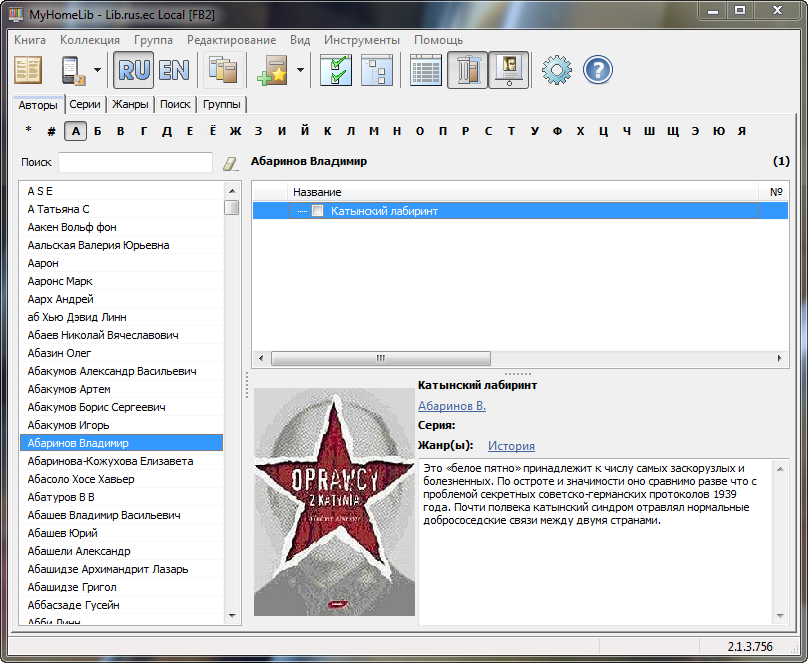 MyHomeLib - Lib.rus.ec Local [FB2]
Книга Коллекция Группа Редактирование Вид Инструменты Помощь
RU EN
Авторы Серии Жанры Поиск Группы
* # А Б В Г Д Е Ё Ж З И Й К Л М Н О П Р С Т У Ф Х Ц Ч Ш Щ Э Ю Я
Поиск
Абаринов Владимир (1)
A S E
А Татьяна С
Аакен Вольф фон
Аальская Валерия Юрьевна
Аарон
Ааронс Марк
Аарх Андрей
аб Хью Дэвид Линн
Абаев Николай Вячеславович
Абазин Олег
Абакумов Александр Васильевич
Абакумов Артем
Абакумов Борис Сергеевич
Абакумов Игорь
Абаринов Владимир
Абаринова-Кожухова Елизавета
Абасоло Хосе Хавьер
Абатуров В В
Абашев Владимир Васильевич
Абашев Юрий
Абашели Александр
Абашидзе Архимандрит Лазарь
Абашидзе Григол
Аббасзаде Гусейн
Абби Линн
Название №
Катынский лабиринт
OPRAWCY
Z KATYNIA
Катынский лабиринт
Абаринов В.
Серия:
Жанр(ы): История
Это «белое пятно» принадлежит к числу самых заскорузлых и
болезненных. По остроте и значимости оно сравнимо разве что с
проблемой секретных советско-германских протоколов 1939
года. Почти полвека катынский синдром отравлял нормальные
добрососедские связи между двумя странами.
2.1.3.756